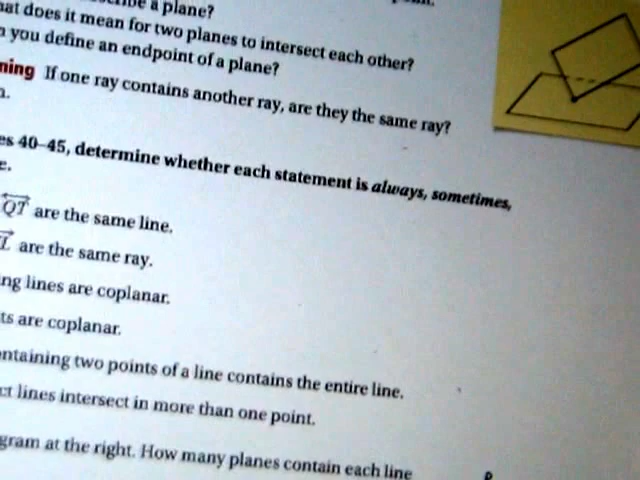 be a plane?
at does it mean for two planes to intersect each other?
you define an endpoint of a plane?
ning If one ray contains another ray, are they the same ray?
es 40–45, determine whether each statement is always, sometimes,
QT are the same line.
are the same ray.
ng lines are coplanar.
ts are coplanar.
ntaining two points of a line contains the entire line.
ct lines intersect in more than one point.
gram at the right. How many planes contain each line